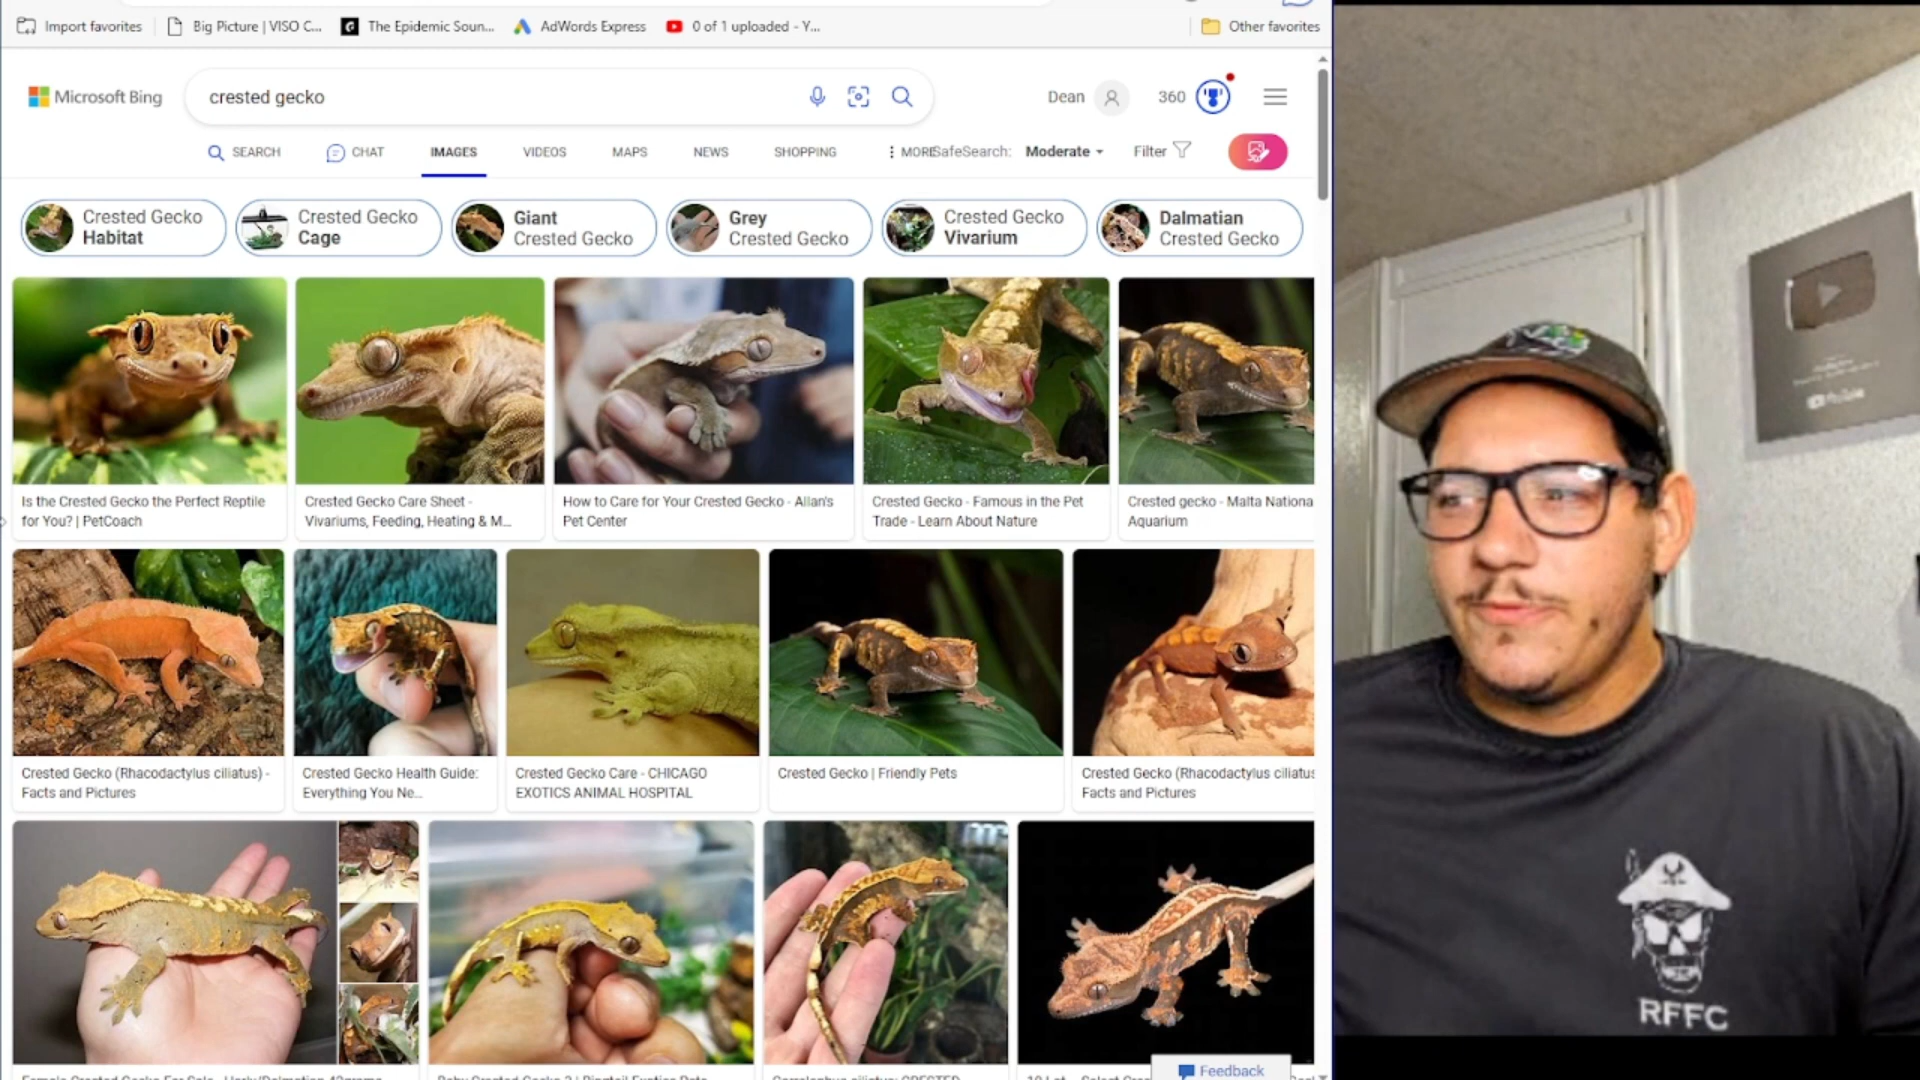 Import favorites
Big Picture | VISO C...
The Epidemic Soun...
AdWords Express
0 of 1 uploaded - Y...
Other favorites
Microsoft Bing
crested gecko
Dean
360
SEARCH
CHAT
IMAGES
VIDEOS
MAPS
NEWS
SHOPPING
MORE
SafeSearch:
Moderate
Filter
Crested Gecko
Habitat
Crested Gecko
Cage
Giant
Crested Gecko
Grey
Crested Gecko
Crested Gecko
Vivarium
Dalmatian
Crested Gecko
Is the Crested Gecko the Perfect Reptile
for You? | PetCoach
Crested Gecko Care Sheet -
Vivariums, Feeding, Heating & M...
How to Care for Your Crested Gecko - Allan's
Pet Center
Crested Gecko - Famous in the Pet
Trade - Learn About Nature
Crested gecko - Malta Nationa
Aquarium
Crested Gecko (Rhacodactylus ciliatus) -
Facts and Pictures
Crested Gecko Health Guide:
Everything You Ne...
Crested Gecko Care - CHICAGO
EXOTICS ANIMAL HOSPITAL
Crested Gecko | Friendly Pets
Crested Gecko (Rhacodactylus ciliatus
Facts and Pictures
Feedback
YouTube
RFFC